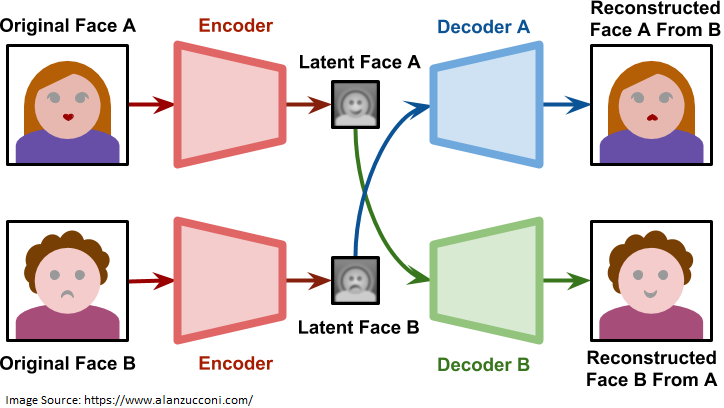 Original Face A
Encoder
Latent Face A
Decoder A
Reconstructed
Face A From B
Original Face B
Encoder
Latent Face B
Decoder B
Reconstructed
Face B From A
Image Source: https://www.alanzucconi.com/